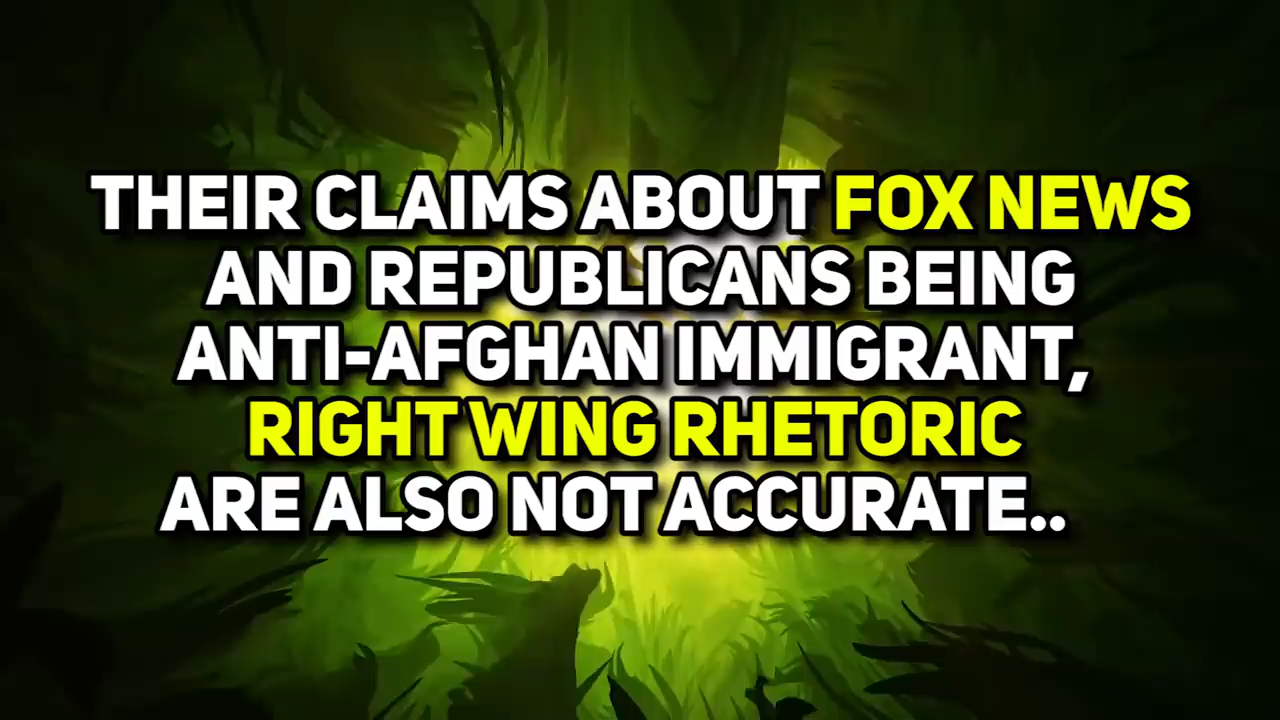 THEIR CLAIMS ABOUT FOX NEWS
AND REPUBLICANS BEING
ANTI-AFGHAN IMMIGRANT,
RIGHT WING RHETORIC
ARE ALSO NOT ACCURATE..